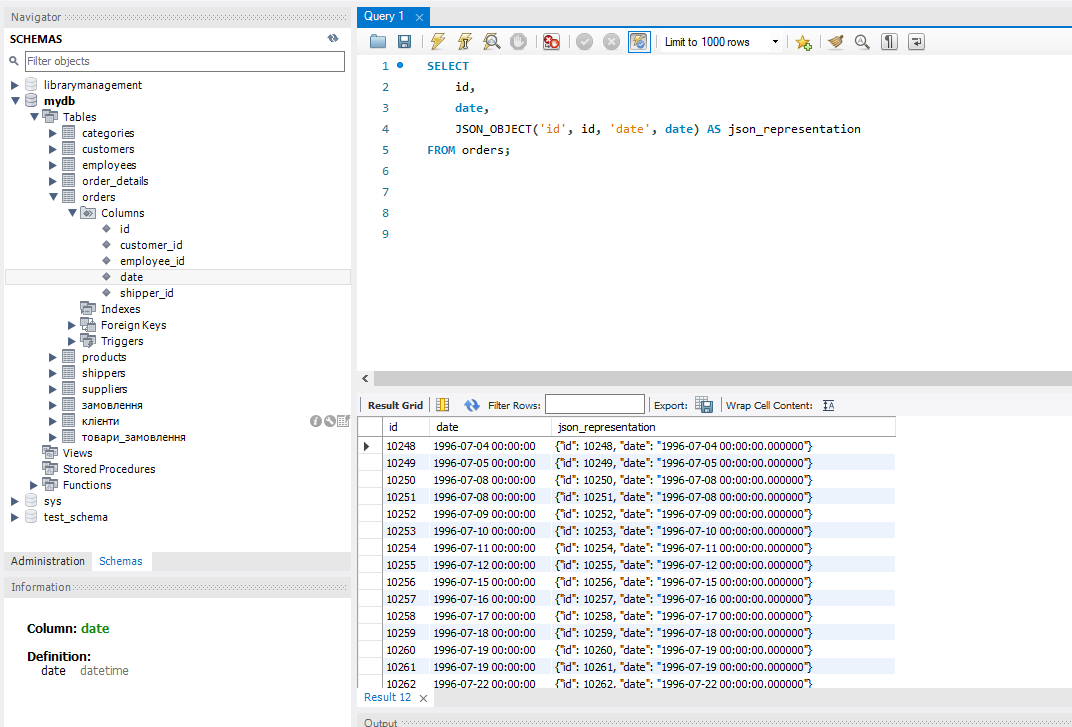 Navigator
SCHEMAS
Filter objects
librarymanagement
mydb
Tables
categories
customers
employees
order_details
orders
Columns
id
customer_id
employee_id
date
shipper_id
Indexes
Foreign Keys
Triggers
products
shippers
suppliers
замовлення
клієнти
товари_замовлення
Views
Stored Procedures
Functions
sys
test_schema
Administration Schemas
Information
Column: date
Definition:
date datetime
Query 1
Limit to 1000 rows
1 SELECT
2 id,
3 date,
4 JSON_OBJECT('id', id, 'date', date) AS json_representation
5 FROM orders;
6
7
8
9
Result Grid Filter Rows: Export: Wrap Cell Content:
id date json_representation
10248 1996-07-04 00:00:00 {"id": 10248, "date": "1996-07-04 00:00:00.000000"}
10249 1996-07-05 00:00:00 {"id": 10249, "date": "1996-07-05 00:00:00.000000"}
10250 1996-07-08 00:00:00 {"id": 10250, "date": "1996-07-08 00:00:00.000000"}
10251 1996-07-08 00:00:00 {"id": 10251, "date": "1996-07-08 00:00:00.000000"}
10252 1996-07-09 00:00:00 {"id": 10252, "date": "1996-07-09 00:00:00.000000"}
10253 1996-07-10 00:00:00 {"id": 10253, "date": "1996-07-10 00:00:00.000000"}
10254 1996-07-11 00:00:00 {"id": 10254, "date": "1996-07-11 00:00:00.000000"}
10255 1996-07-12 00:00:00 {"id": 10255, "date": "1996-07-12 00:00:00.000000"}
10256 1996-07-15 00:00:00 {"id": 10256, "date": "1996-07-15 00:00:00.000000"}
10257 1996-07-16 00:00:00 {"id": 10257, "date": "1996-07-16 00:00:00.000000"}
10258 1996-07-17 00:00:00 {"id": 10258, "date": "1996-07-17 00:00:00.000000"}
10259 1996-07-18 00:00:00 {"id": 10259, "date": "1996-07-18 00:00:00.000000"}
10260 1996-07-19 00:00:00 {"id": 10260, "date": "1996-07-19 00:00:00.000000"}
10261 1996-07-19 00:00:00 {"id": 10261, "date": "1996-07-19 00:00:00.000000"}
10262 1996-07-22 00:00:00 {"id": 10262, "date": "1996-07-22 00:00:00.000000"}
Result 12
Output